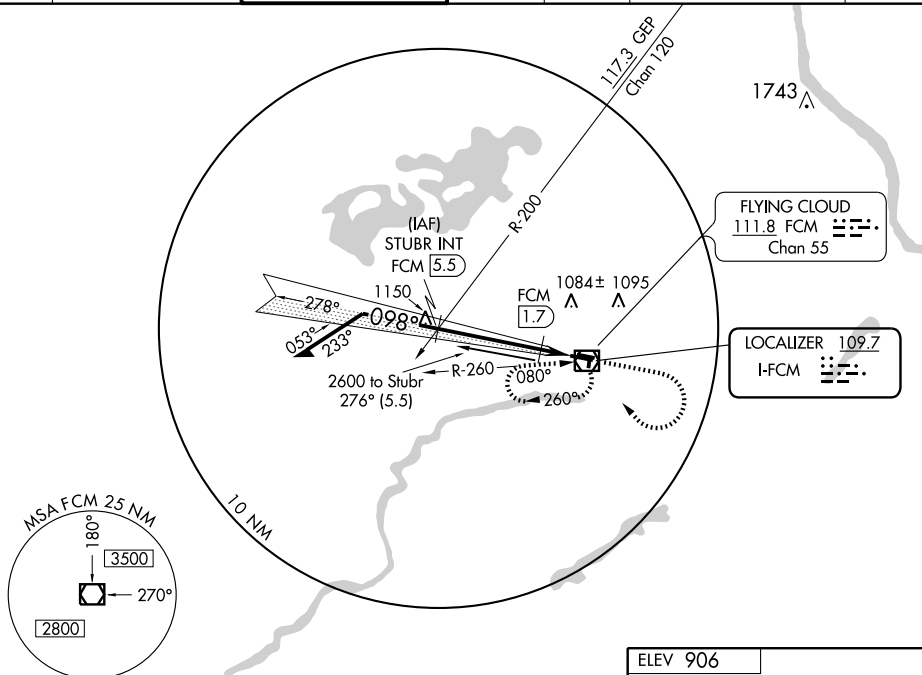 117.3 GEP
Chan 120
1743
R-200
FLYING CLOUD
111.8 FCM
Chan 55
(IAF)
STUBR INT
FCM 5.5
1150
1084± 1095
FCM
1.7
278°
098°
053°
233°
LOCALIZER 109.7
I-FCM
R-260
080°
2600 to Stubr
276° (5.5)
260°
10 NM
MSA FCM 25 NM
180°
3500
270°
2800
ELEV 906